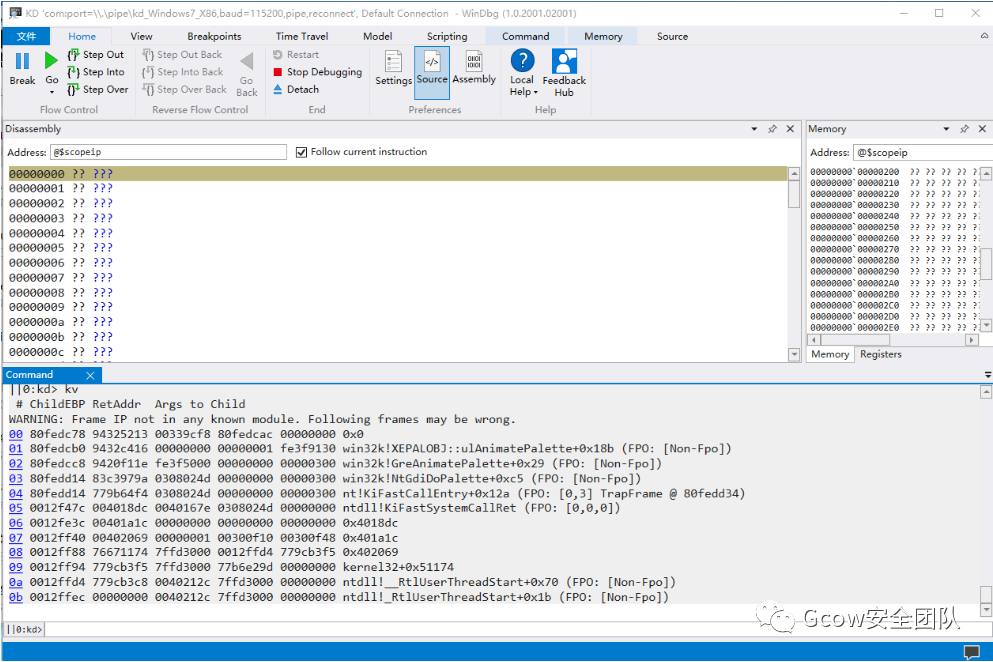 KD 'com:port=\\.\pipe\kd_Windows7_X86,baud=115200,pipe,reconnect', Default Connection - WinDbg (1.0.2001.02001)
文件 Home View Breakpoints Time Travel Model Scripting Command Memory Source
Break Go Step Out Step Into Step Over
Step Out Back Step Into Back Step Over Back Go Back
Restart Stop Debugging Detach
Settings Source Assembly Local Help Feedback Hub
Flow Control Reverse Flow Control End Preferences Help
Disassembly
Address: @$scopeip Follow current instruction
00000000 ?? ???
00000001 ?? ???
00000002 ?? ???
00000003 ?? ???
00000004 ?? ???
00000005 ?? ???
00000006 ?? ???
00000007 ?? ???
00000008 ?? ???
00000009 ?? ???
0000000a ?? ???
0000000b ?? ???
0000000c ?? ???
Memory
Address: @$scopeip
00000000`00000200 ?? ?? ?? ?? ??
00000000`00000210 ?? ?? ?? ?? ??
00000000`00000220 ?? ?? ?? ?? ??
00000000`00000230 ?? ?? ?? ?? ??
00000000`00000240 ?? ?? ?? ?? ??
00000000`00000250 ?? ?? ?? ?? ??
00000000`00000260 ?? ?? ?? ?? ??
00000000`00000270 ?? ?? ?? ?? ??
00000000`00000280 ?? ?? ?? ?? ??
00000000`00000290 ?? ?? ?? ?? ??
00000000`000002A0 ?? ?? ?? ?? ??
00000000`000002B0 ?? ?? ?? ?? ??
00000000`000002C0 ?? ?? ?? ?? ??
00000000`000002D0 ?? ?? ?? ?? ??
00000000`000002E0 ?? ?? ?? ?? ??
Memory Registers
Command
||0:kd> kv
# ChildEBP RetAddr Args to Child
WARNING: Frame IP not in any known module. Following frames may be wrong.
00 80fedc78 94325213 00339cf8 80fedcac 00000000 0x0
01 80fedcb0 9432c416 00000000 00000001 fe3f9130 win32k!XEPALOBJ::ulAnimatePalette+0x18b (FPO: [Non-Fpo])
02 80fedcc8 9420f11e fe3f5000 00000000 00000300 win32k!GreAnimatePalette+0x29 (FPO: [Non-Fpo])
03 80fedd14 83c3979a 0308024d 00000000 00000300 win32k!NtGdiDoPalette+0xc5 (FPO: [Non-Fpo])
04 80fedd14 779b64f4 0308024d 00000000 00000300 nt!KiFastCallEntry+0x12a (FPO: [0,3] TrapFrame @ 80fedd34)
05 0012f47c 004018dc 0040167e 0308024d 00000000 ntdll!KiFastSystemCallRet (FPO: [0,0,0])
06 0012fe3c 00401a1c 00000000 00000000 00000000 0x4018dc
07 0012ff40 00402069 00000001 00300f10 00300f48 0x401a1c
08 0012ff88 76671174 7ffd3000 0012ffd4 779cb3f5 0x402069
09 0012ff94 779cb3f5 7ffd3000 77b6e29d 00000000 kernel32+0x51174
0a 0012ffd4 779cb3c8 0040212c 7ffd3000 00000000 ntdll!__RtlUserThreadStart+0x70 (FPO: [Non-Fpo])
0b 0012ffec 00000000 0040212c 7ffd3000 00000000 ntdll!_RtlUserThreadStart+0x1b (FPO: [Non-Fpo])
||0:kd>
Gcow安全团队